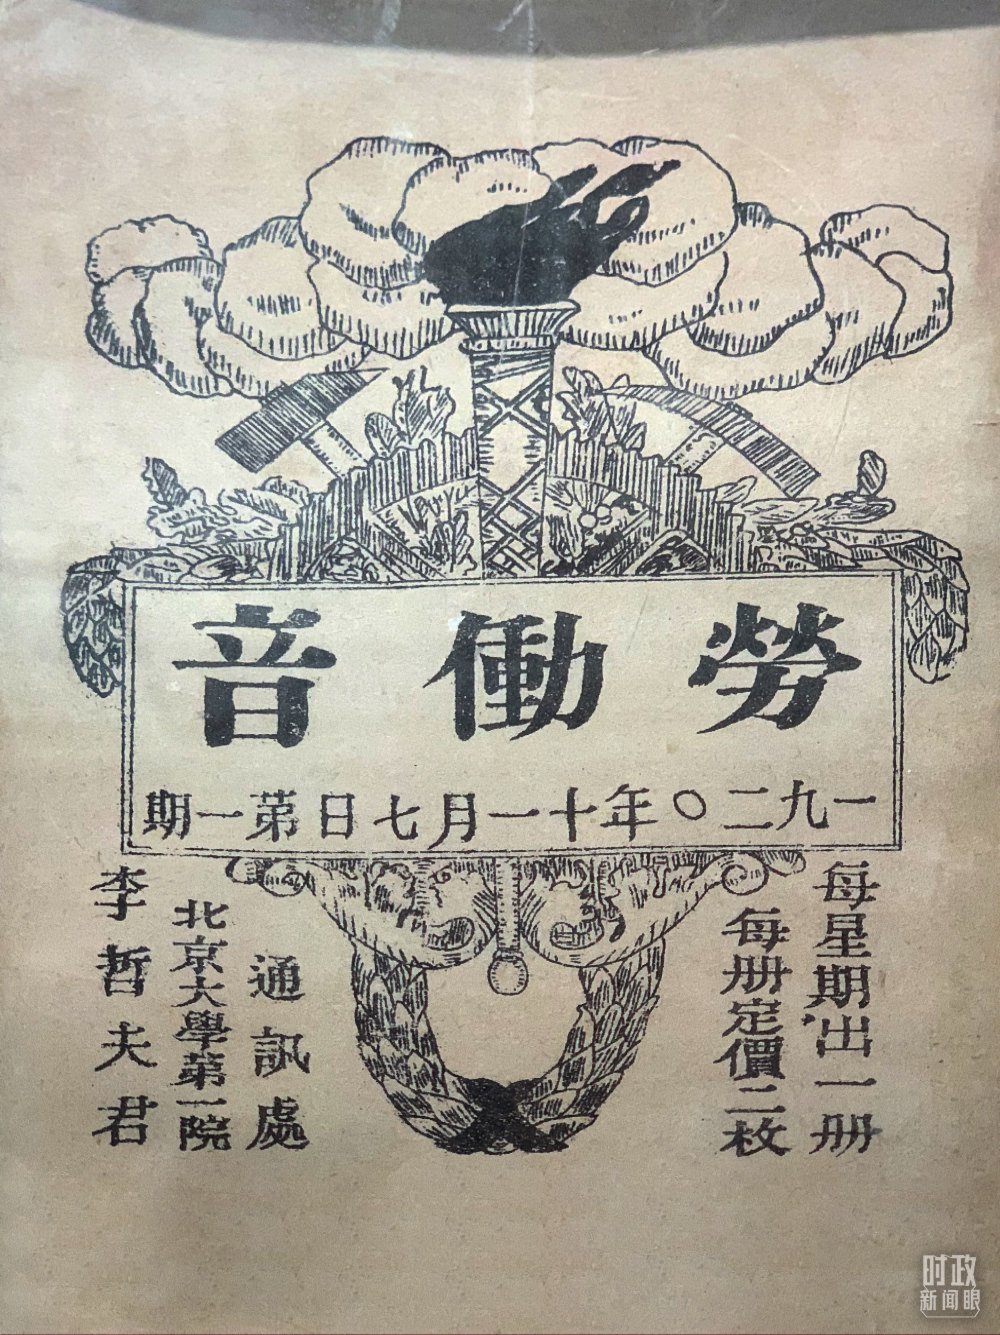 勞働音
一九二〇年十一月七日第一期
每星期出一册
每册定價二枚
通訊處
北京大學第一院
李哲夫君
时政
新闻眼